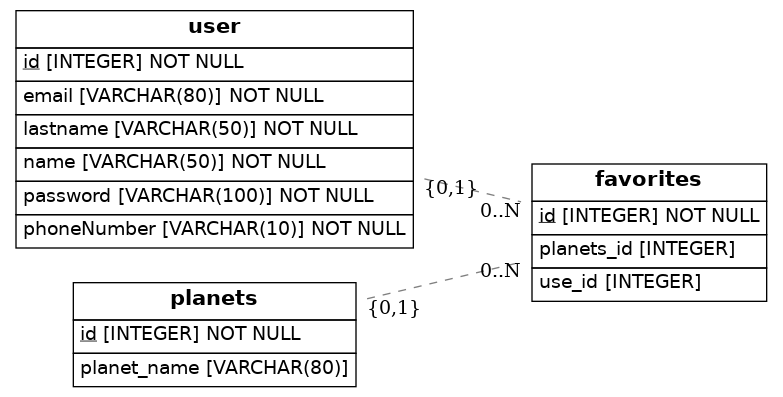 user
id [INTEGER] NOT NULL
email [VARCHAR(80)] NOT NULL
lastname [VARCHAR(50)] NOT NULL
name [VARCHAR(50)] NOT NULL
password [VARCHAR(100)] NOT NULL
phoneNumber [VARCHAR(10)] NOT NULL
{0,1}
0..N
favorites
id [INTEGER] NOT NULL
planets_id [INTEGER]
use_id [INTEGER]
0..N
{0,1}
planets
id [INTEGER] NOT NULL
planet_name [VARCHAR(80)]